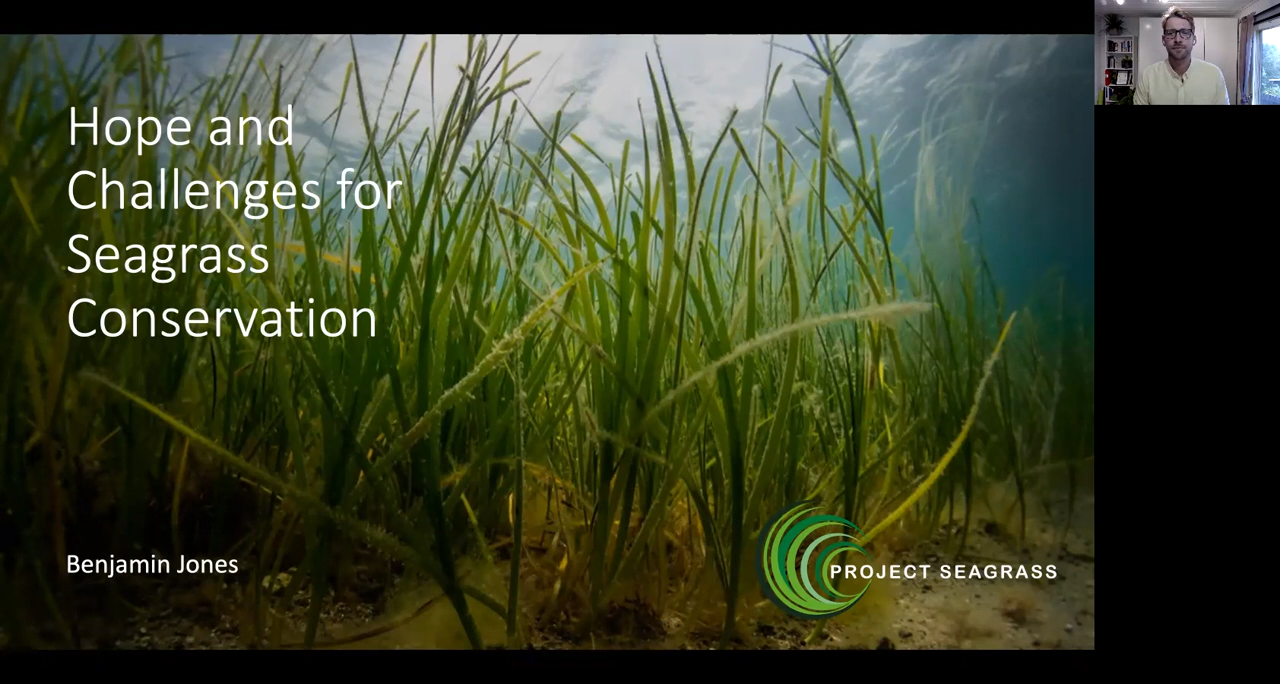 Hope and
Challenges for
Seagrass
Conservation
Benjamin Jones
PROJECT SEAGRASS